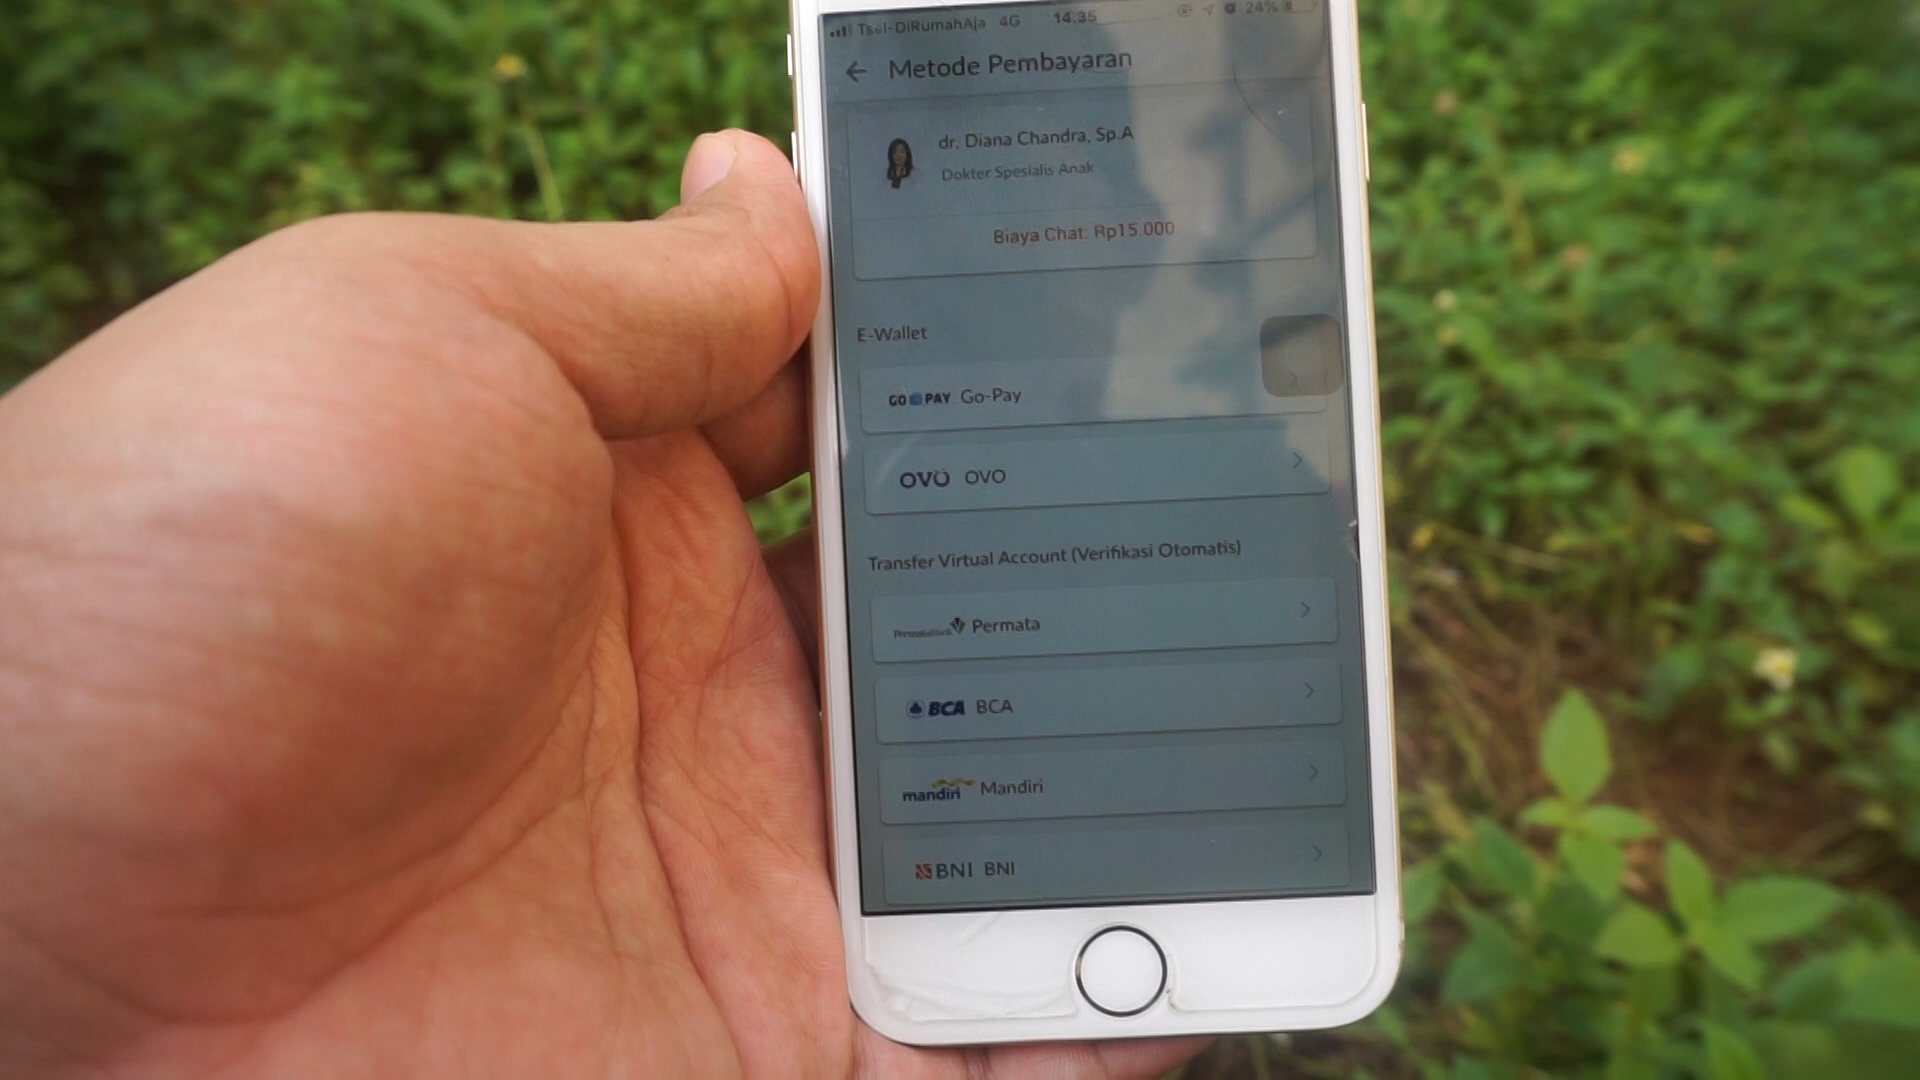 Tsel-DiRumahAja 4G 14.35 24%
Metode Pembayaran
dr. Diana Chandra, Sp.A
Dokter Spesialis Anak
Biaya Chat: Rp15.000
E-Wallet
GO PAY Go-Pay
OVO OVO
Transfer Virtual Account (Verifikasi Otomatis)
PermataBank Permata
BCA BCA
mandiri Mandiri
BNI BNI